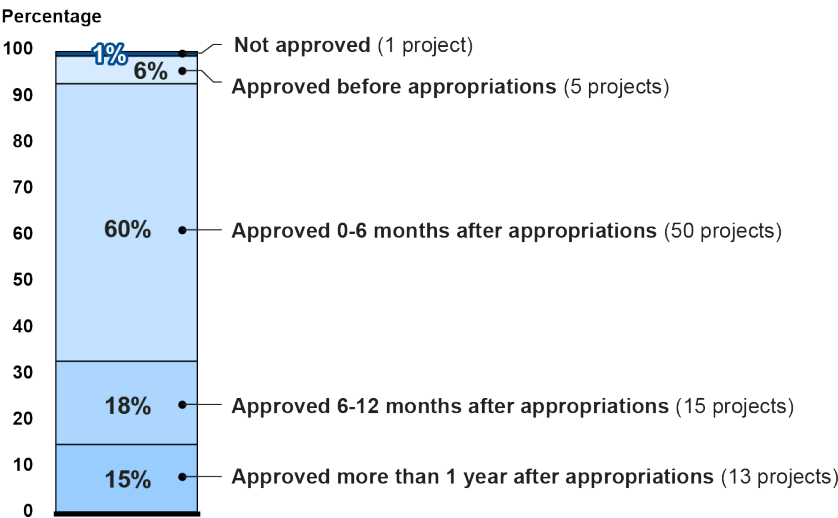 Percentage
100
1%
Not approved (1 project)
6%
Approved before appropriations (5 projects)
90
80
70
60
60%
Approved 0-6 months after appropriations (50 projects)
50
40
30
20
18%
Approved 6-12 months after appropriations (15 projects)
10
15%
Approved more than 1 year after appropriations (13 projects)
0